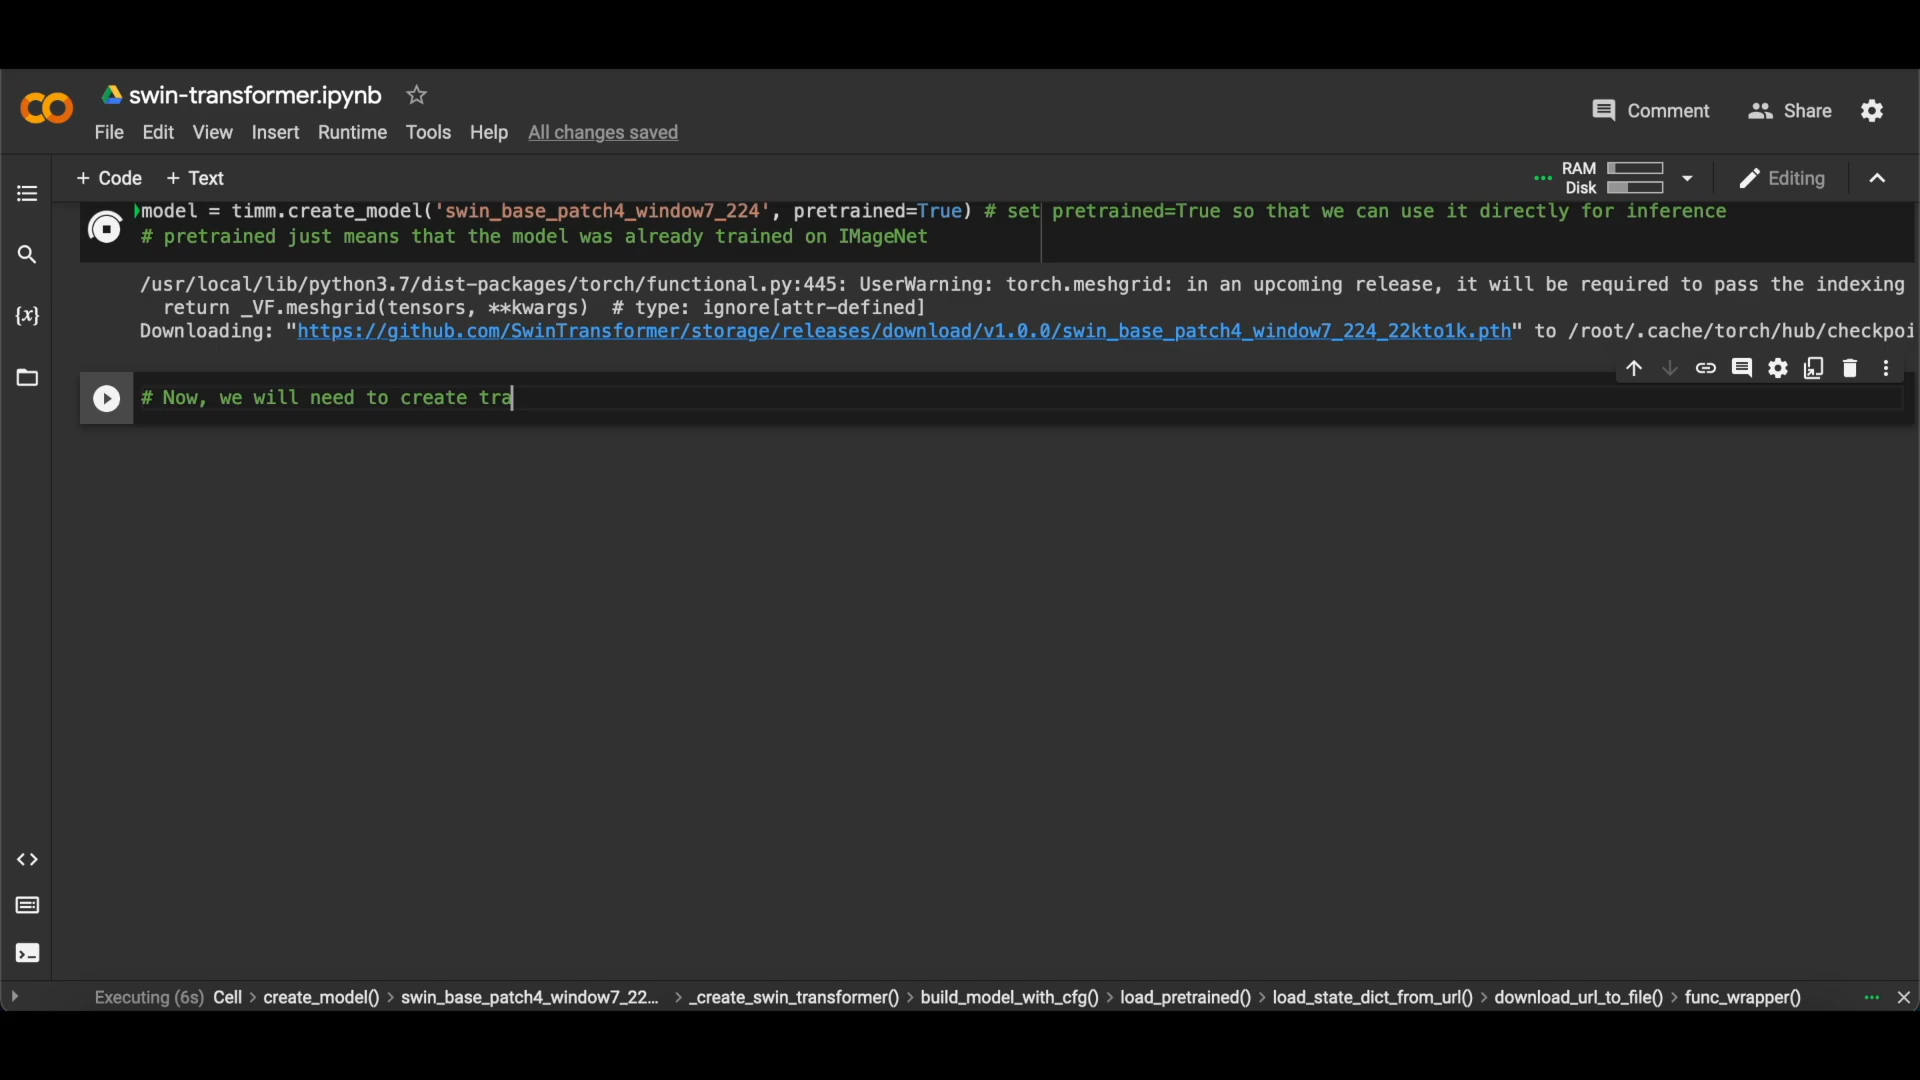 swin-transformer.ipynb
Comment
Share
File Edit View Insert Runtime Tools Help All changes saved
+ Code + Text
RAM
Disk
Editing
model = timm.create_model('swin_base_patch4_window7_224', pretrained=True) # set pretrained=True so that we can use it directly for inference
# pretrained just means that the model was already trained on IMageNet
/usr/local/lib/python3.7/dist-packages/torch/functional.py:445: UserWarning: torch.meshgrid: in an upcoming release, it will be required to pass the indexing
return _VF.meshgrid(tensors, **kwargs)  # type: ignore[attr-defined]
Downloading: "https://github.com/SwinTransformer/storage/releases/download/v1.0.0/swin_base_patch4_window7_224_22kto1k.pth" to /root/.cache/torch/hub/checkpoi
# Now, we will need to create tra
Executing (6s) Cell > create_model() > swin_base_patch4_window7_22... > _create_swin_transformer() > build_model_with_cfg() > load_pretrained() > load_state_dict_from_url() > download_url_to_file() > func_wrapper()